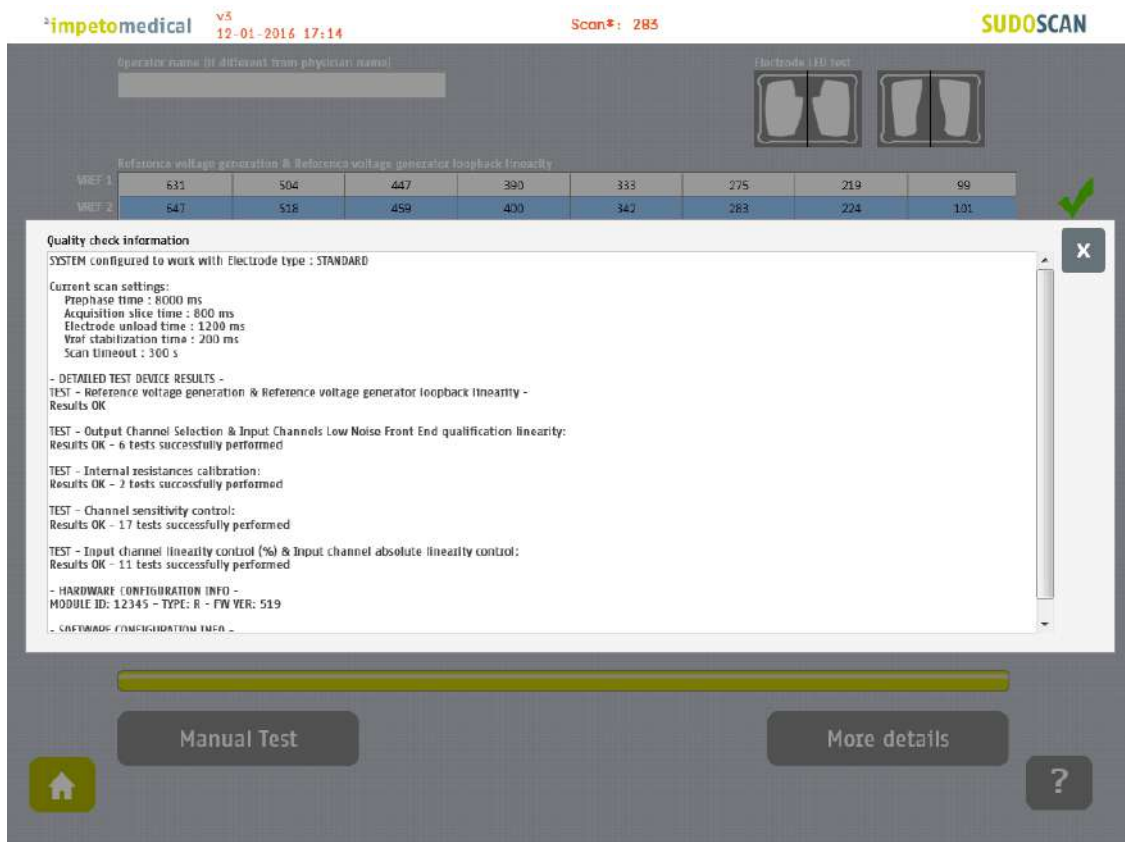 ²impetomedical
v3
12-01-2016 17:14
Scan#: 283
SUDOSCAN
Operator name (if different from physician name)
Electrode LED test
Reference voltage generation & Reference voltage generator loopback linearity
VREF 1 631 504 447 390 333 275 219 99
VREF 2 647 518 459 400 342 283 224 101
Quality check information
X
SYSTEM configured to work with Electrode type : STANDARD
Current scan settings:
Prephase time : 8000 ms
Acquisition slice time : 800 ms
Electrode unload time : 1200 ms
Vref stabilization time : 200 ms
Scan timeout : 300 s
- DETAILED TEST DEVICE RESULTS -
TEST - Reference voltage generation & Reference voltage generator loopback linearity -
Results OK
TEST - Output Channel Selection & Input Channels Low Noise Front End qualification linearity:
Results OK - 6 tests successfully performed
TEST - Internal resistances calibration:
Results OK - 2 tests successfully performed
TEST - Channel sensitivity control:
Results OK - 17 tests successfully performed
TEST - Input channel linearity control (%) & Input channel absolute linearity control:
Results OK - 11 tests successfully performed
- HARDWARE CONFIGURATION INFO -
MODULE ID: 12345 - TYPE: R - FW VER: 519
- SOFTWARE CONFIGURATION INFO -
Manual Test
More details
?